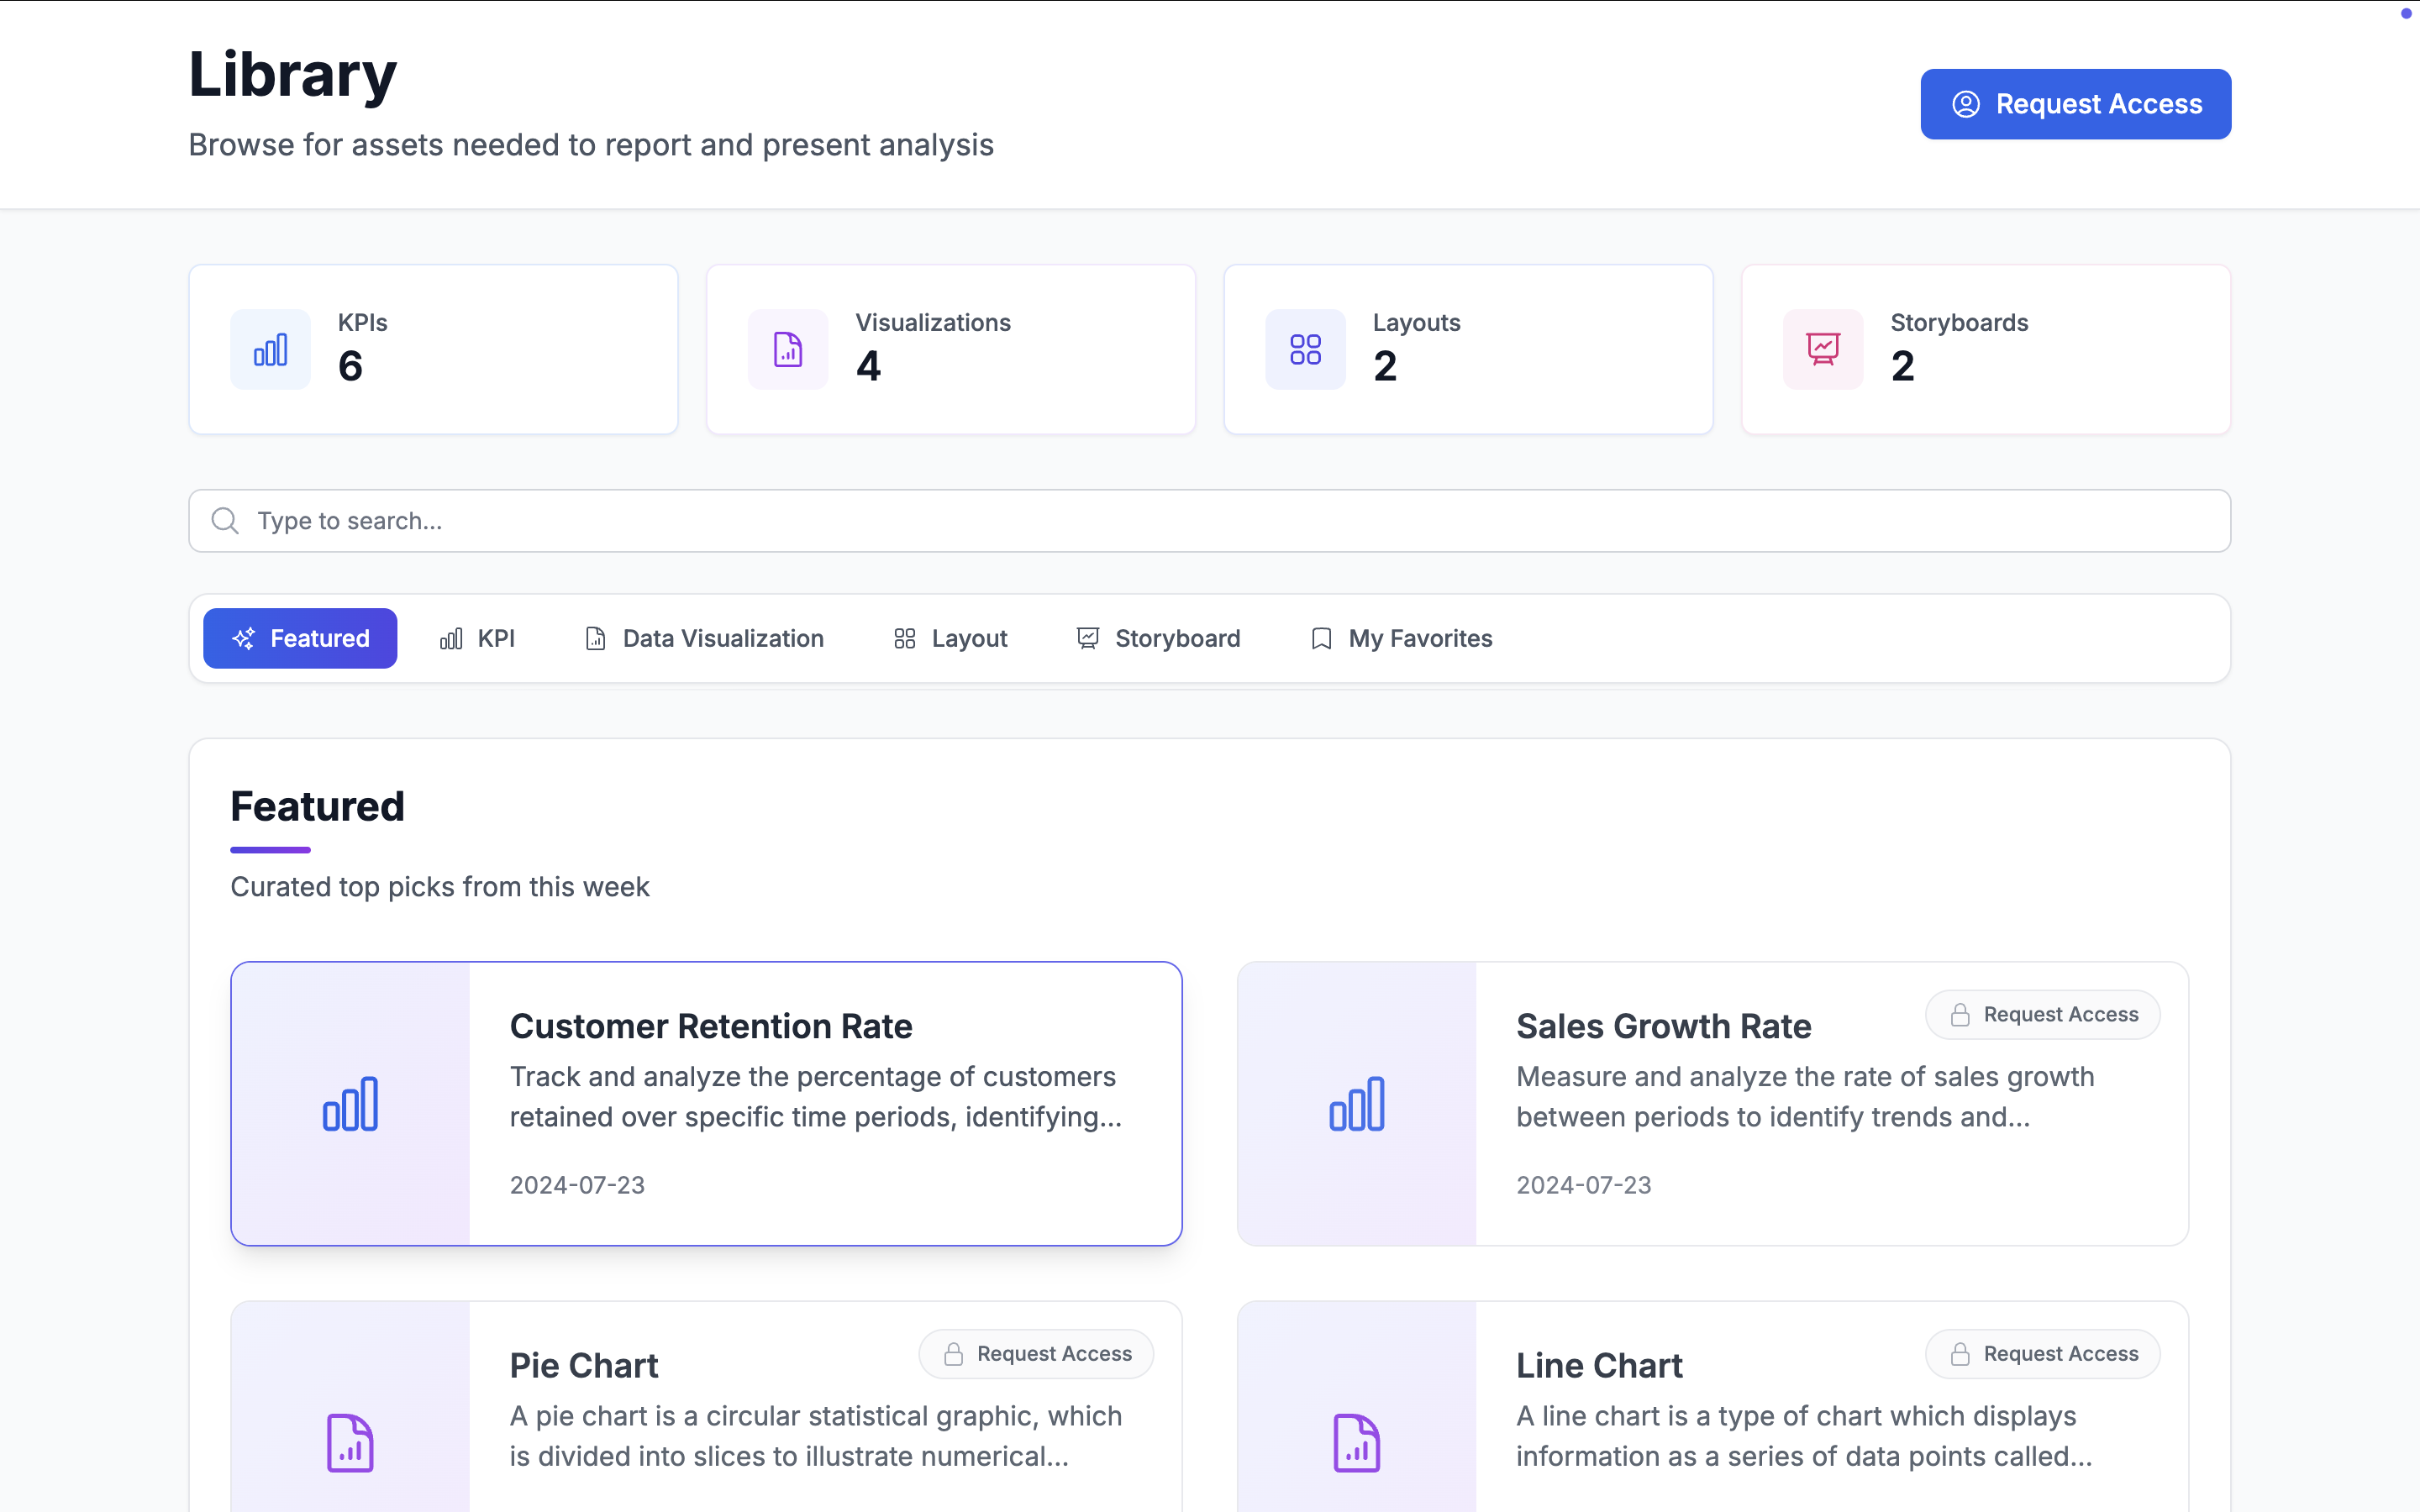 Library
Browse for assets needed to report and present analysis
Request Access
KPIs
6
Visualizations
4
Layouts
2
Storyboards
2
Type to search...
Featured
KPI
Data Visualization
Layout
Storyboard
My Favorites
Featured
Curated top picks from this week
Customer Retention Rate
Track and analyze the percentage of customers
retained over specific time periods, identifying...
2024-07-23
Sales Growth Rate
Request Access
Measure and analyze the rate of sales growth
between periods to identify trends and...
2024-07-23
Pie Chart
Request Access
A pie chart is a circular statistical graphic, which
is divided into slices to illustrate numerical...
Line Chart
Request Access
A line chart is a type of chart which displays
information as a series of data points called...